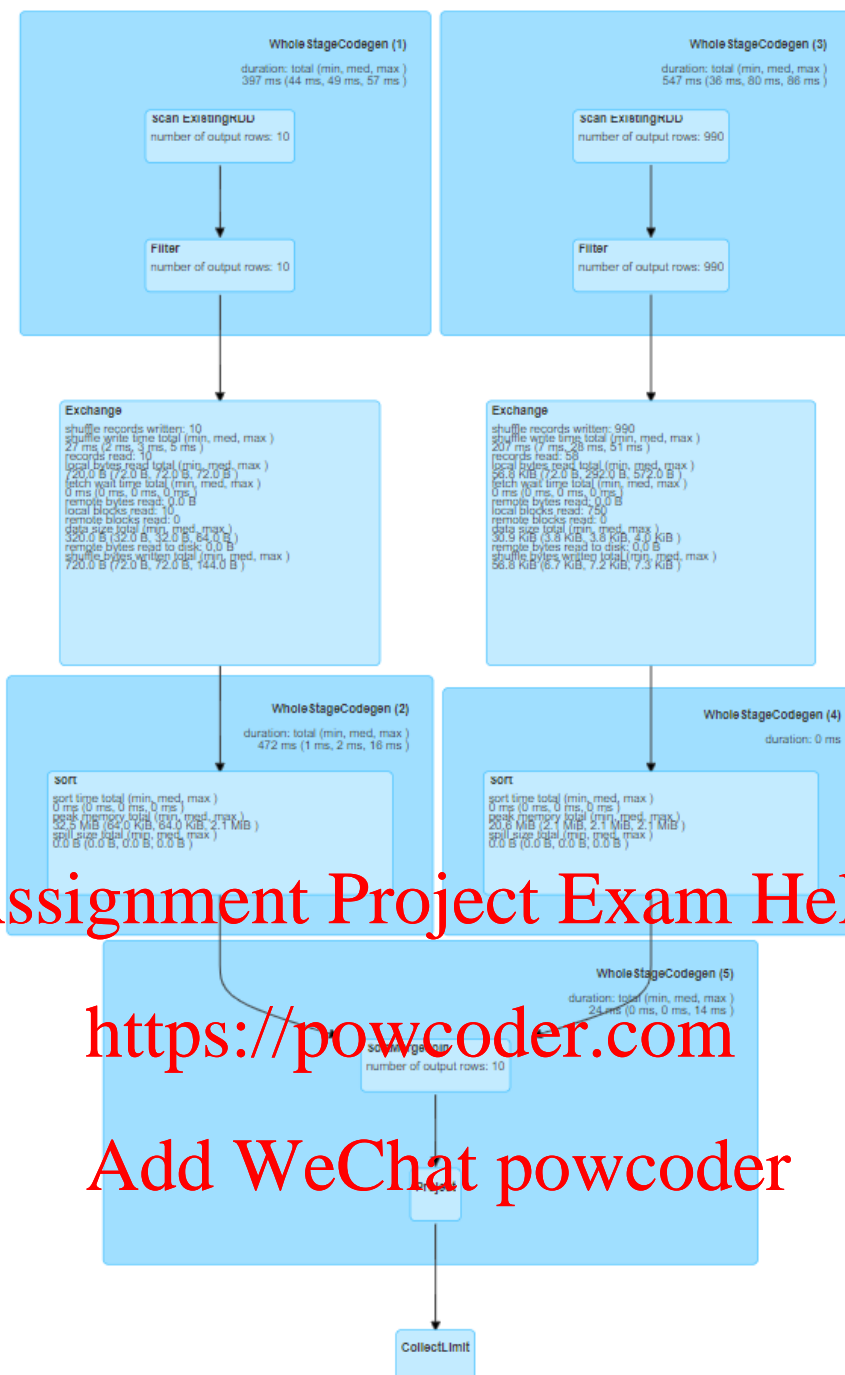 WholeStageCodegen (1)
duration: total (min, med, max )
397 ms (44 ms, 49 ms, 57 ms )
Scan ExistingRDD
number of output rows: 10
Filter
number of output rows: 10
WholeStageCodegen (3)
duration: total (min, med, max )
547 ms (36 ms, 80 ms, 86 ms )
Scan ExistingRDD
number of output rows: 990
Filter
number of output rows: 990
Exchange
shuffle records written: 10
shuffle write time total (min, med, max )
27 ms (2 ms, 3 ms, 5 ms )
records read: 10
local bytes read total (min, med, max )
720.0 B (72.0 B, 72.0 B, 72.0 B )
fetch wait time total (min, med, max )
0 ms (0 ms, 0 ms, 0 ms )
remote bytes read: 0.0 B
local blocks read: 10
remote blocks read: 0
data size total (min, med, max )
320.0 B (32.0 B, 32.0 B, 64.0 B )
remote bytes read to disk: 0.0 B
shuffle bytes written total (min, med, max )
720.0 B (72.0 B, 72.0 B, 144.0 B )
Exchange
shuffle records written: 990
shuffle write time total (min, med, max )
207 ms (7 ms, 28 ms, 51 ms )
records read: 58
local bytes read total (min, med, max )
56.8 KiB (72.0 B, 292.0 B, 572.0 B )
fetch wait time total (min, med, max )
0 ms (0 ms, 0 ms, 0 ms )
remote bytes read: 0.0 B
local blocks read: 750
remote blocks read: 0
data size total (min, med, max )
30.9 KiB (3.8 KiB, 3.8 KiB, 4.0 KiB )
remote bytes read to disk: 0.0 B
shuffle bytes written total (min, med, max )
56.8 KiB (6.7 KiB, 7.2 KiB, 7.3 KiB )
WholeStageCodegen (2)
duration: total (min, med, max )
472 ms (1 ms, 2 ms, 16 ms )
Sort
sort time total (min, med, max )
0 ms (0 ms, 0 ms, 0 ms )
peak memory total (min, med, max )
32.5 MiB (64.0 KiB, 64.0 KiB, 2.1 MiB )
spill size total (min, med, max )
0.0 B (0.0 B, 0.0 B, 0.0 B )
WholeStageCodegen (4)
duration: 0 ms
Sort
sort time total (min, med, max )
0 ms (0 ms, 0 ms, 0 ms )
peak memory total (min, med, max )
20.6 MiB (2.1 MiB, 2.1 MiB, 2.1 MiB )
spill size total (min, med, max )
0.0 B (0.0 B, 0.0 B, 0.0 B )
Assignment Project Exam Hel
WholeStageCodegen (5)
duration: total (min, med, max )
24 ms (0 ms, 0 ms, 14 ms )
https://powcoder.com
SortMergeJoin
number of output rows: 10
Add WeChat powcoder
Project
CollectLimit